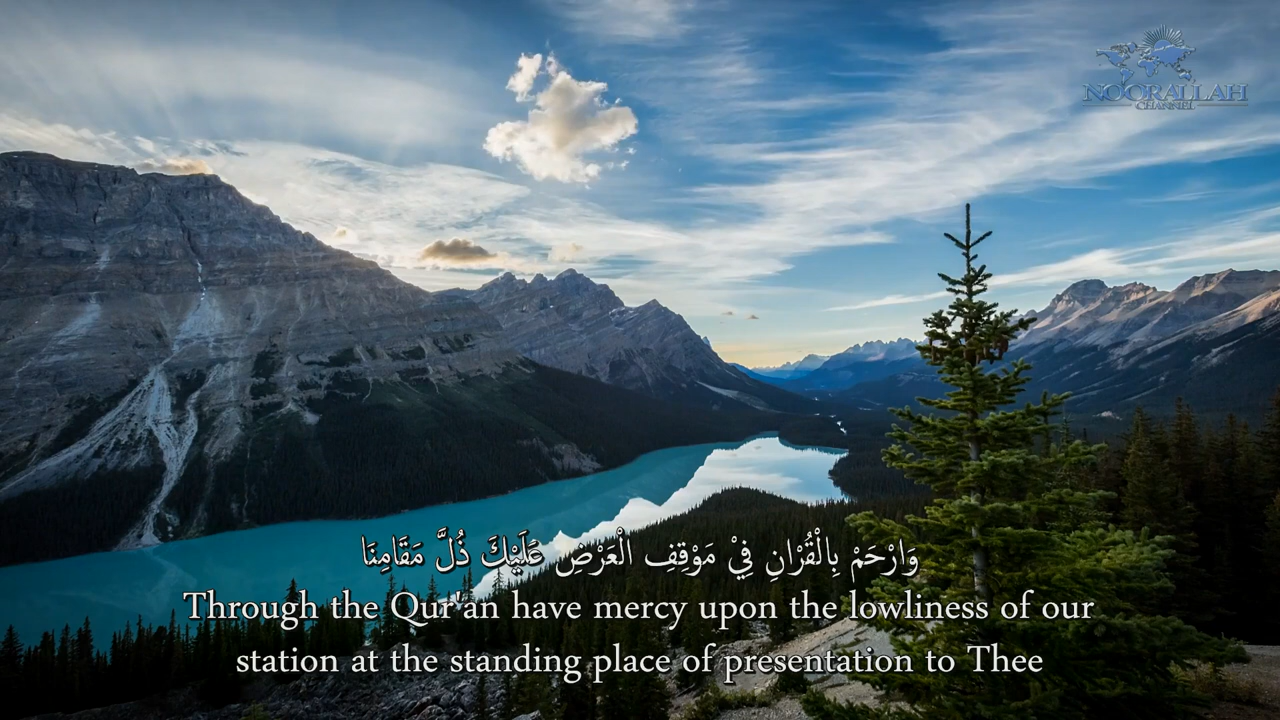 NOORALLAH
CHANNEL
وَارْحَمْ بِالْقُرْانِ فِيْ مَوْقِفِ الْعَرْضِ عَلَيْكَ ذُلَّ مَقَامِنَا
Through the Qur'an have mercy upon the lowliness of our
station at the standing place of presentation to Thee